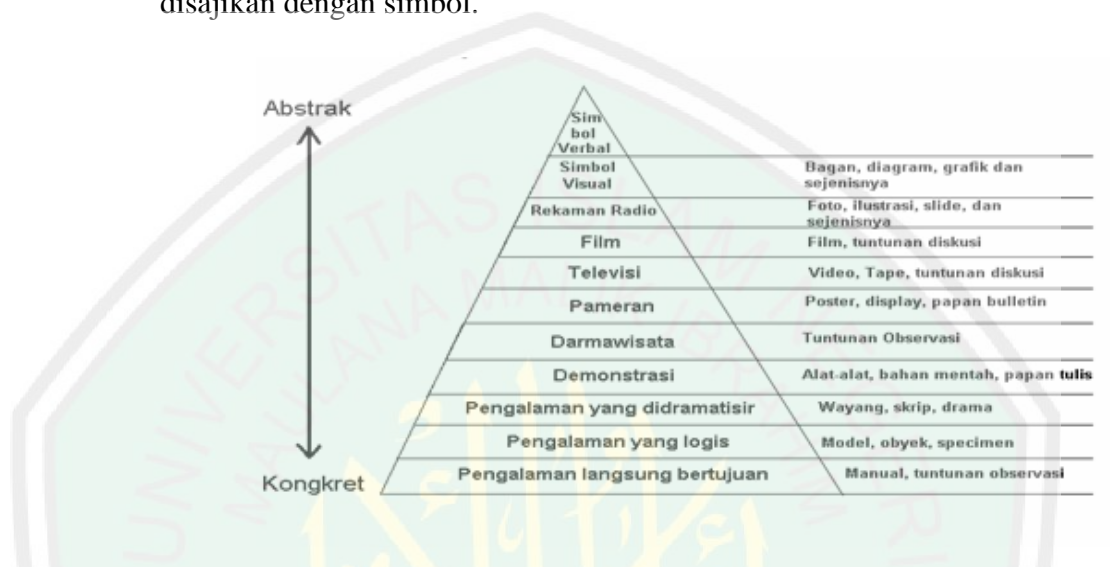 disajikan dengan simbol.
Abstrak
Sim
bol
Verbal
Simbol
Visual
Bagan, diagram, grafik dan
sejenisnya
Rekaman Radio
Foto, ilustrasi, slide, dan
sejenisnya
Film
Film, tuntunan diskusi
Televisi
Video, Tape, tuntunan diskusi
Pameran
Poster, display, papan bulletin
Darmawisata
Tuntunan Observasi
Demonstrasi
Alat-alat, bahan mentah, papan tulis
Pengalaman yang didramatisir
Wayang, skrip, drama
Pengalaman yang logis
Model, obyek, specimen
Kongkret
Pengalaman langsung bertujuan
Manual, tuntunan observasi